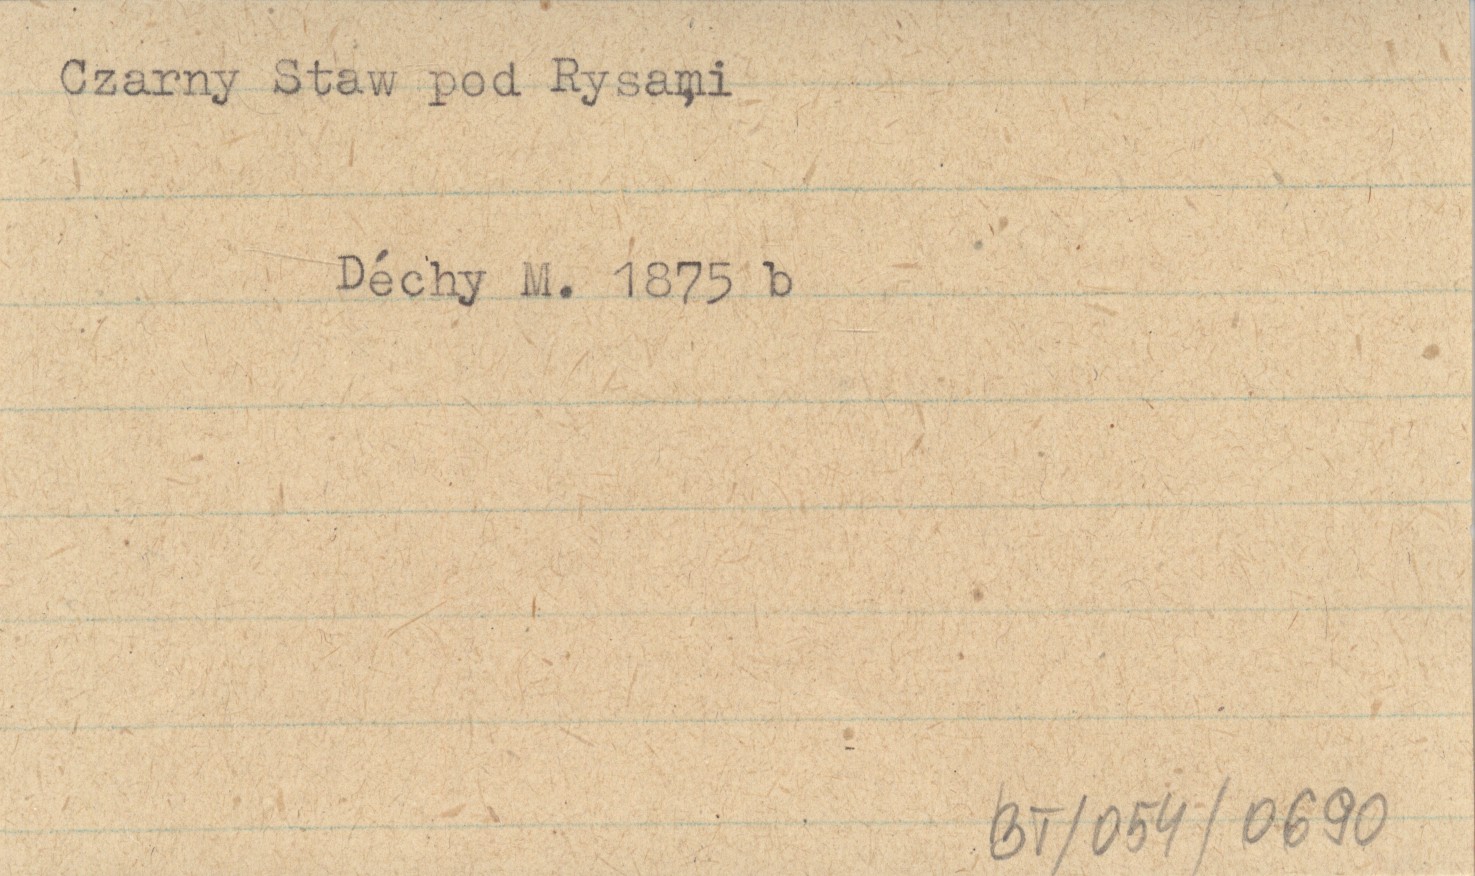 Czarny Staw pod Rysami
Déchy M. 1875 b
BT/054/0690